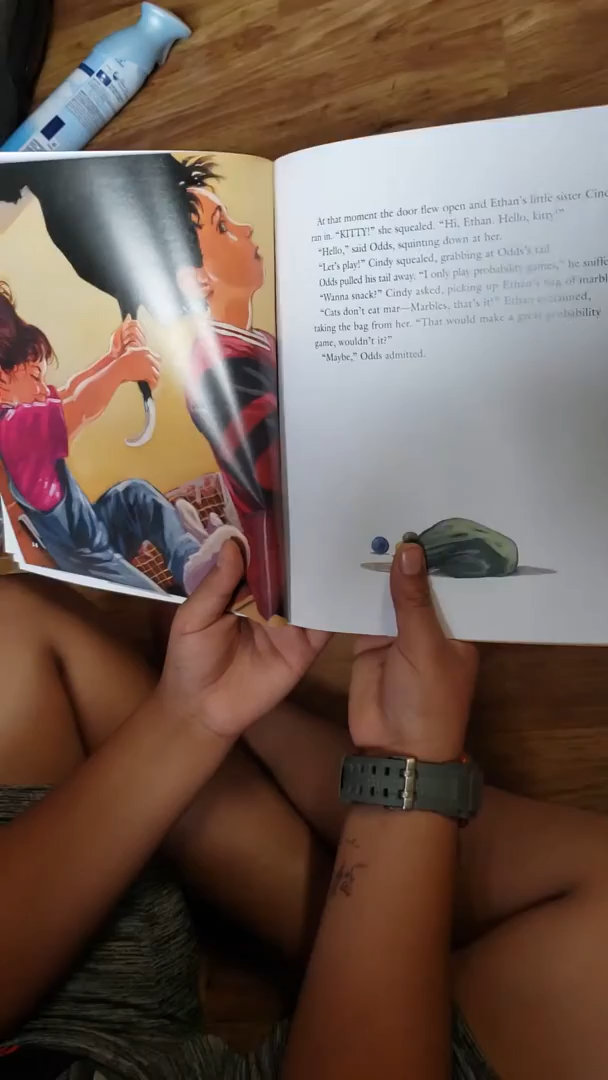 At that moment the door flew open and Ethan's little sister
ran in. "KITTY!" she squealed. "Hi, Ethan. Hello, kitty!"
"Hello," said Odds, squinting down at her.
"Let's play!" Cindy squealed, grabbing at Odds's tail
Odds pulled his tail away. "I only play probability games," he
"Wanna snack?" Cindy asked, picking up Ethan's bag of
"Cats don't eat mar—Marbles, that's it!" Ethan exclaimed,
taking the bag from her. "That would make a great probability
game, wouldn't it?"
"Maybe," Odds admitted.